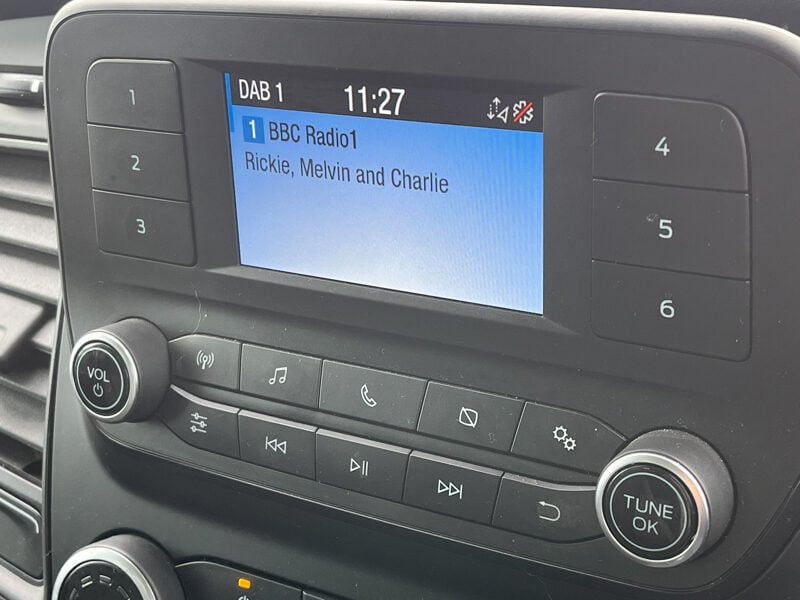 DAB 1 11:27
1 BBC Radio1
Rickie, Melvin and Charlie
1
2
3
4
5
6
VOL
TUNE
OK